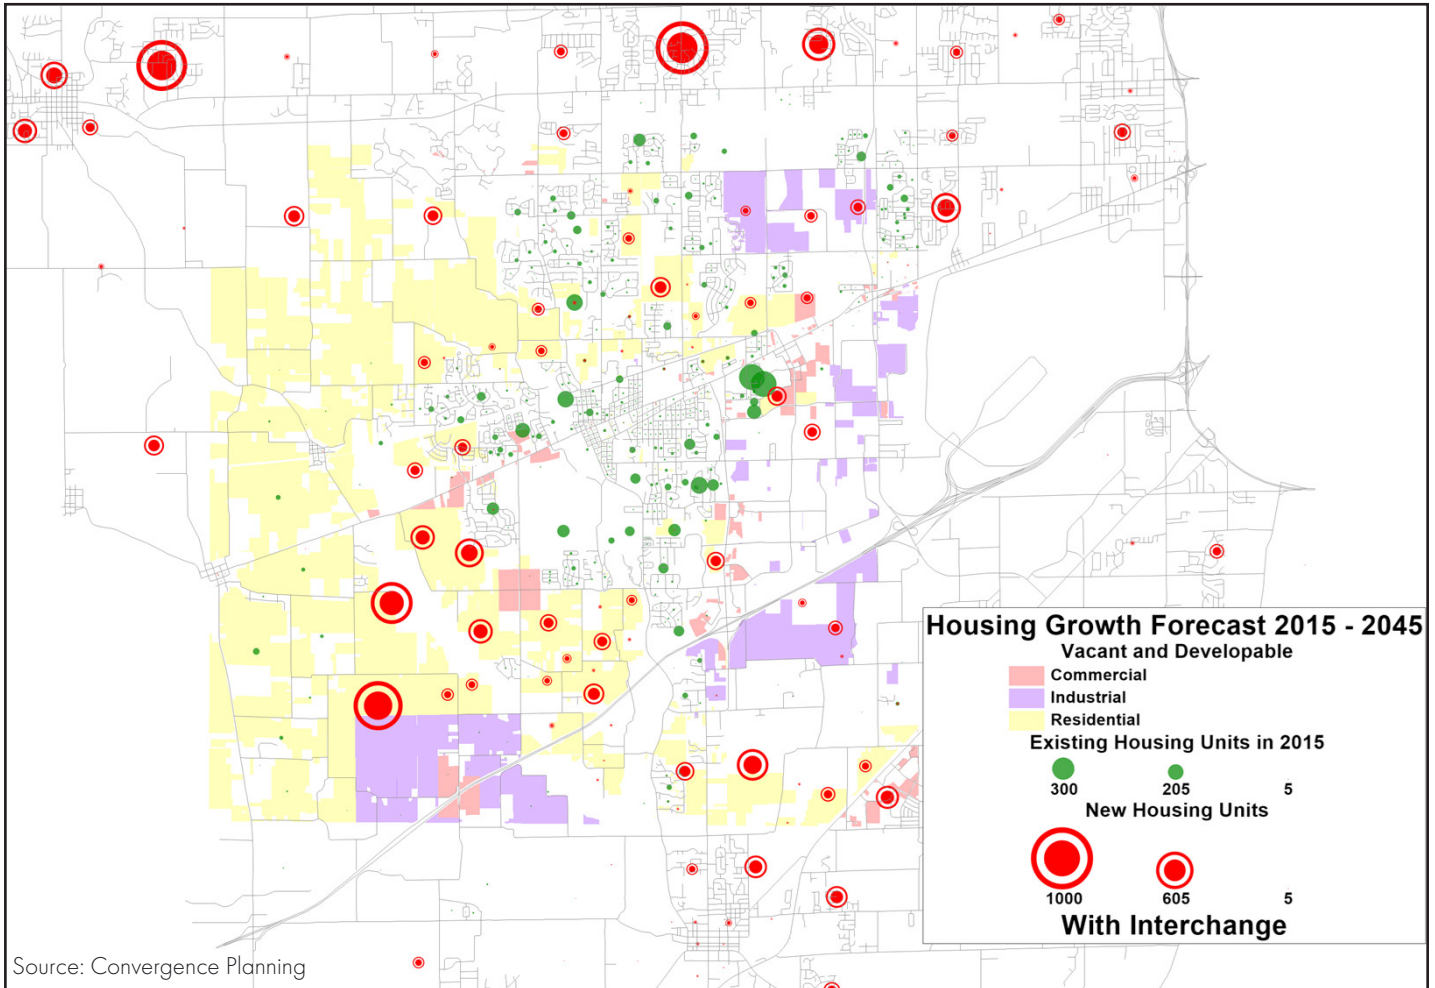 Housing Growth Forecast 2015 - 2045
Vacant and Developable
Commercial
Industrial
Residential
Existing Housing Units in 2015
300 205 5
New Housing Units
1000 605 5
With Interchange
Source: Convergence Planning